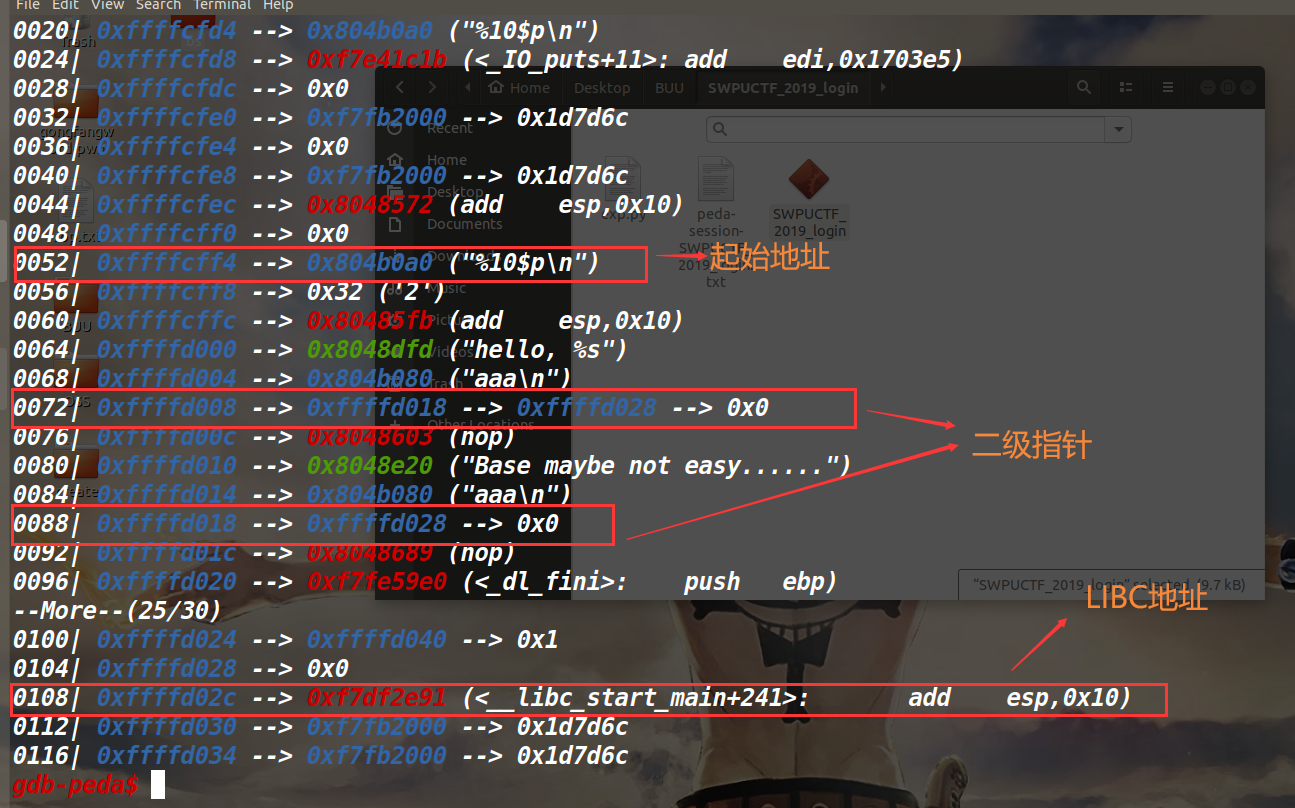 File Edit View Search Terminal Help
0020| 0xffffcfd4 --> 0x804b0a0 ("%10$p\n")
0024| 0xffffcfd8 --> 0xf7e41c1b (<_IO_puts+11>: add edi,0x1703e5)
0028| 0xffffcfdc --> 0x0
Home Desktop BUU SWPUCTF_2019_login
0032| 0xffffcfe0 --> 0xf7fb2000 --> 0x1d7d6c
Recent
0036| 0xffffcfe4 --> 0x0
Home
0040| 0xffffcfe8 --> 0xf7fb2000 --> 0x1d7d6c
Desktop
0044| 0xffffcfec --> 0x8048572 (add esp,0x10)
exp.py
peda-
session-
SWPUCTF_
2019_login
txt
SWPUCTF_
2019_login
Documents
0048| 0xffffcff0 --> 0x0
0052| 0xffffcff4 --> 0x804b0a0 ("%10$p\n")
起始地址
0056| 0xffffcff8 --> 0x32 ('2')
Music
0060| 0xffffcffc --> 0x80485fb (add esp,0x10)
0064| 0xffffd000 --> 0x8048dfd ("hello, %s")
Videos
0068| 0xffffd004 --> 0x804b080 ("aaa\n")
Trash
0072| 0xffffd008 --> 0xffffd018 --> 0xffffd028 --> 0x0
Other Locations
0076| 0xffffd00c --> 0x8048603 (nop)
二级指针
0080| 0xffffd010 --> 0x8048e20 ("Base maybe not easy......")
0084| 0xffffd014 --> 0x804b080 ("aaa\n")
0088| 0xffffd018 --> 0xffffd028 --> 0x0
0092| 0xffffd01c --> 0x8048689 (nop)
0096| 0xffffd020 --> 0xf7fe59e0 (<_dl_fini>: push ebp)
"SWPUCTF_2019_login" selected (9.7 kB)
LIBC地址
--More--(25/30)
0100| 0xffffd024 --> 0xffffd040 --> 0x1
0104| 0xffffd028 --> 0x0
0108| 0xffffd02c --> 0xf7df2e91 (<__libc_start_main+241>: add esp,0x10)
0112| 0xffffd030 --> 0xf7fb2000 --> 0x1d7d6c
0116| 0xffffd034 --> 0xf7fb2000 --> 0x1d7d6c
gdb-peda$